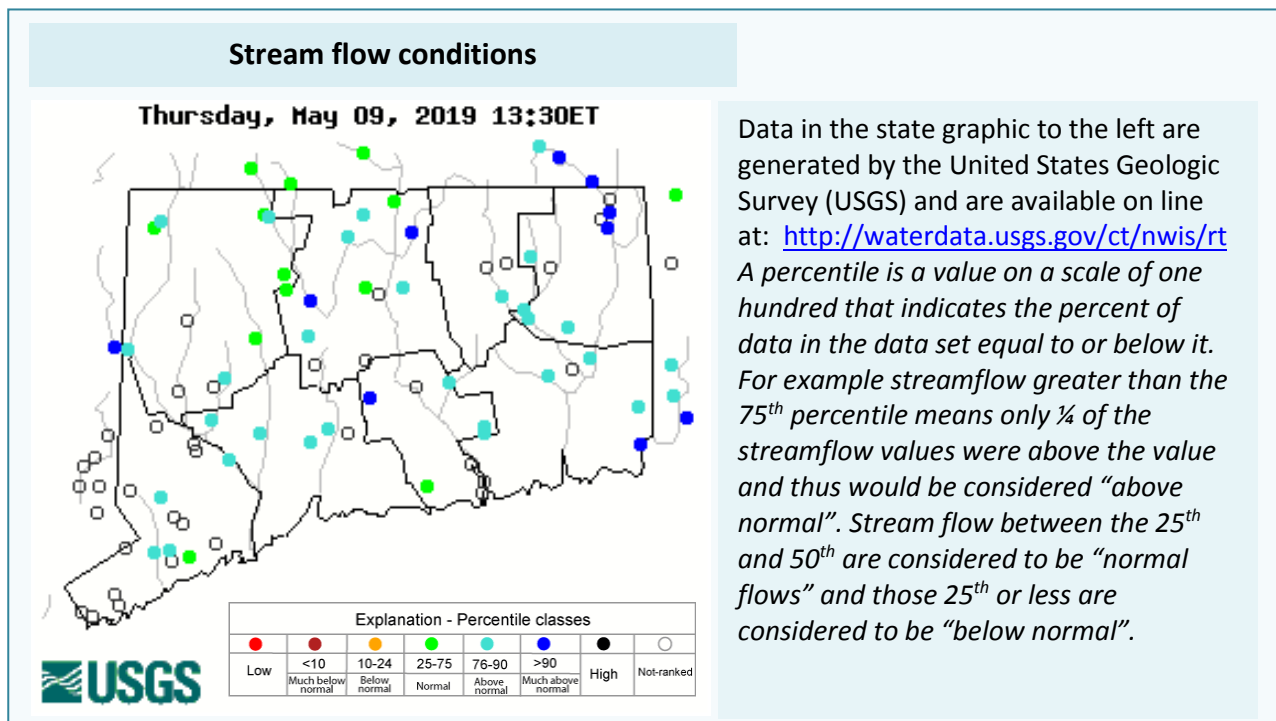 Stream flow conditions
Thursday, May 09, 2019 13:30ET
Data in the state graphic to the left are
generated by the United States Geologic
Survey (USGS) and are available on line
at: http://waterdata.usgs.gov/ct/nwis/rt
A percentile is a value on a scale of one
hundred that indicates the percent of
data in the data set equal to or below it.
For example streamflow greater than the
75th percentile means only ¼ of the
streamflow values were above the value
and thus would be considered “above
normal”. Stream flow between the 25th
and 50th are considered to be “normal
flows” and those 25th or less are
considered to be “below normal”.
Explanation - Percentile classes
Low <10 10-24 25-75 76-90 >90 High Not-ranked
Much below normal Below normal Normal Above normal Much above normal
USGS